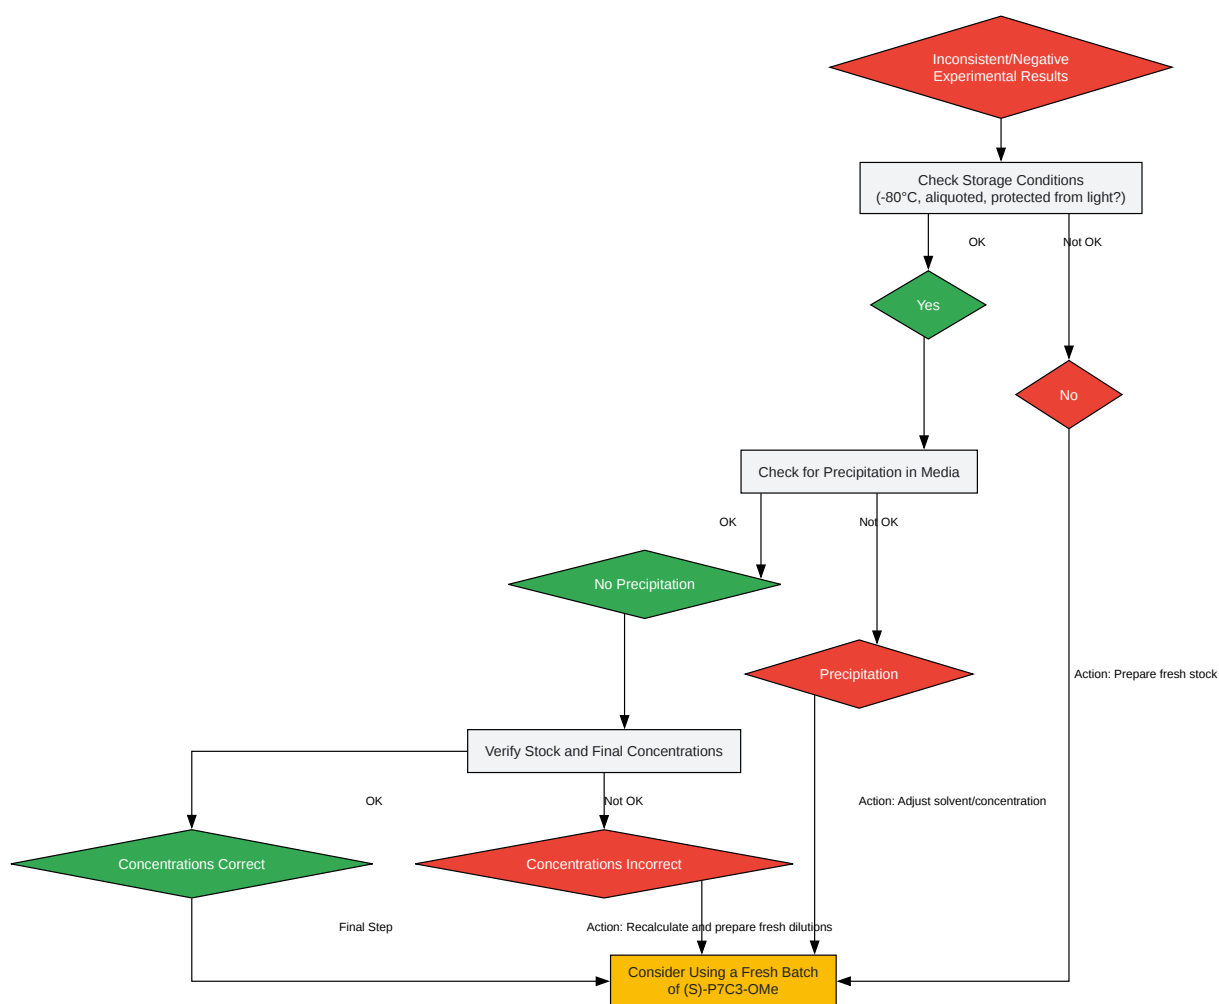 Inconsistent/Negative
Experimental Results
Check Storage Conditions
(-80°C, aliquoted, protected from light?)
OK
Not OK
Yes
No
Check for Precipitation in Media
OK
Not OK
No Precipitation
Precipitation
Action: Prepare fresh stock
Verify Stock and Final Concentrations
OK
Not OK
Action: Adjust solvent/concentration
Concentrations Correct
Concentrations Incorrect
Final Step
Action: Recalculate and prepare fresh dilutions
Consider Using a Fresh Batch
of (S)-P7C3-OMe